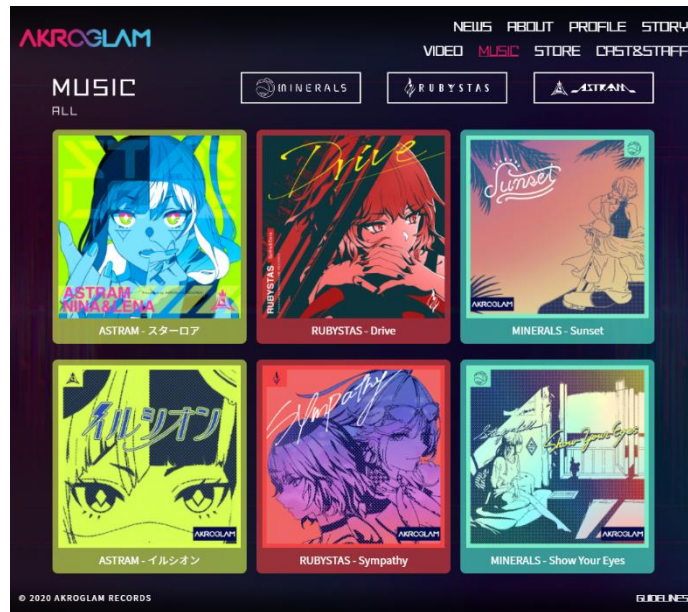 AKROGLAM
NEWS ABOUT PROFILE STORY
VIDEO MUSIC STORE CAST&STAFF
MUSIC
ALL
MINERALS
RUBYSTAS
ASTRAM
ASTRAM
NINA&LENA
ASTRAM - スターロア
Drive
RUBYSTAS
RUBYSTAS - Drive
Sunset
AKROGLAM
MINERALS - Sunset
イルシオン
AKROGLAM
ASTRAM - イルシオン
Sympathy
AKROGLAM
RUBYSTAS - Sympathy
Show Your Eyes
AKROGLAM
MINERALS - Show Your Eyes
© 2020 AKROGLAM RECORDS
GUIDELINES